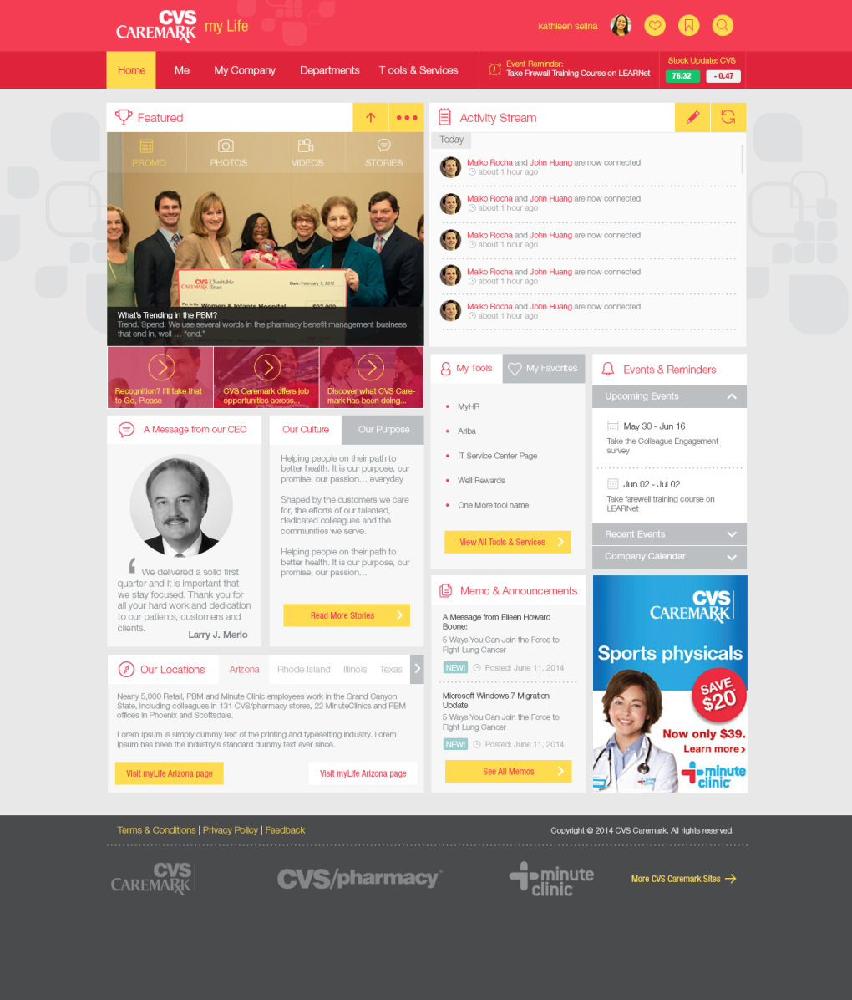 CVS
CAREMARK
my Life
kathleen selina
Home
Me
My Company
Departments
T ools & Services
Event Reminder:
Take Firewall Training Course on LEARNet
Stock Update: CVS
76.32
- 0.47
Featured
PROMO
PHOTOS
VIDEOS
STORIES
CVS
CAREMARK
Charitable
Trust
Date: February 7, 2012
Women & Infants Hospital
$97,000
What's Trending in the PBM?
Trend. Spend. We use several words in the pharmacy benefit management business
that end in, well … "end."
Recognition? I'll take that
to Go, Please
CVS Caremark offers job
opportunities across...
Discover what CVS Care-
mark has been doing...
Activity Stream
Today
Maiko Rocha and John Huang are now connected
about 1 hour ago
Maiko Rocha and John Huang are now connected
about 1 hour ago
Maiko Rocha and John Huang are now connected
about 1 hour ago
Maiko Rocha and John Huang are now connected
about 1 hour ago
Maiko Rocha and John Huang are now connected
about 1 hour ago
A Message from our CEO
We delivered a solid first
quarter and it is important that
we stay focused. Thank you for
all your hard work and dedication
to our patients, customers and
clients.
Larry J. Merlo
Our Culture
Our Purpose
Helping people on their path to
better health. It is our purpose, our
promise, our passion… everyday
Shaped by the customers we care
for, the efforts of our talented,
dedicated colleagues and the
communities we serve.
Helping people on their path to
better health. It is our purpose, our
promise, our passion…
Read More Stories
My Tools
My Favorites
MyHR
Ariba
IT Service Center Page
Well Rewards
One More tool name
View All Tools & Services
Events & Reminders
Upcoming Events
May 30 - Jun 16
Take the Colleague Engagement
survey
Jun 02 - Jul 02
Take farewell training course on
LEARNet
Recent Events
Company Calendar
Our Locations
Arizona
Rhode Island
Illinois
Texas
Nearly 5,000 Retail, PBM and Minute Clinic employees work in the Grand Canyon
State, including colleagues in 131 CVS/pharmacy stores, 22 MinuteClinics and PBM
offices in Phoenix and Scottsdale.
Lorem Ipsum is simply dummy text of the printing and typesetting industry. Lorem
Ipsum has been the industry's standard dummy text ever since.
Visit myLife Arizona page
Visit myLife Arizona page
Memo & Announcements
A Message from Eileen Howard
Boone:
5 Ways You Can Join the Force to
Fight Lung Cancer
NEW!
Posted: June 11, 2014
Microsoft Windows 7 Migration
Update
5 Ways You Can Join the Force to
Fight Lung Cancer
NEW!
Posted: June 11, 2014
See All Memos
CVS
CAREMARK
Sports physicals
SAVE
$20*
Now only $39.
Learn more >
minute
clinic
Terms & Conditions | Privacy Policy | Feedback
Copyright @ 2014 CVS Caremark. All rights reserved.
CVS
CAREMARK
CVS/pharmacy
minute
clinic
More CVS Caremark Sites